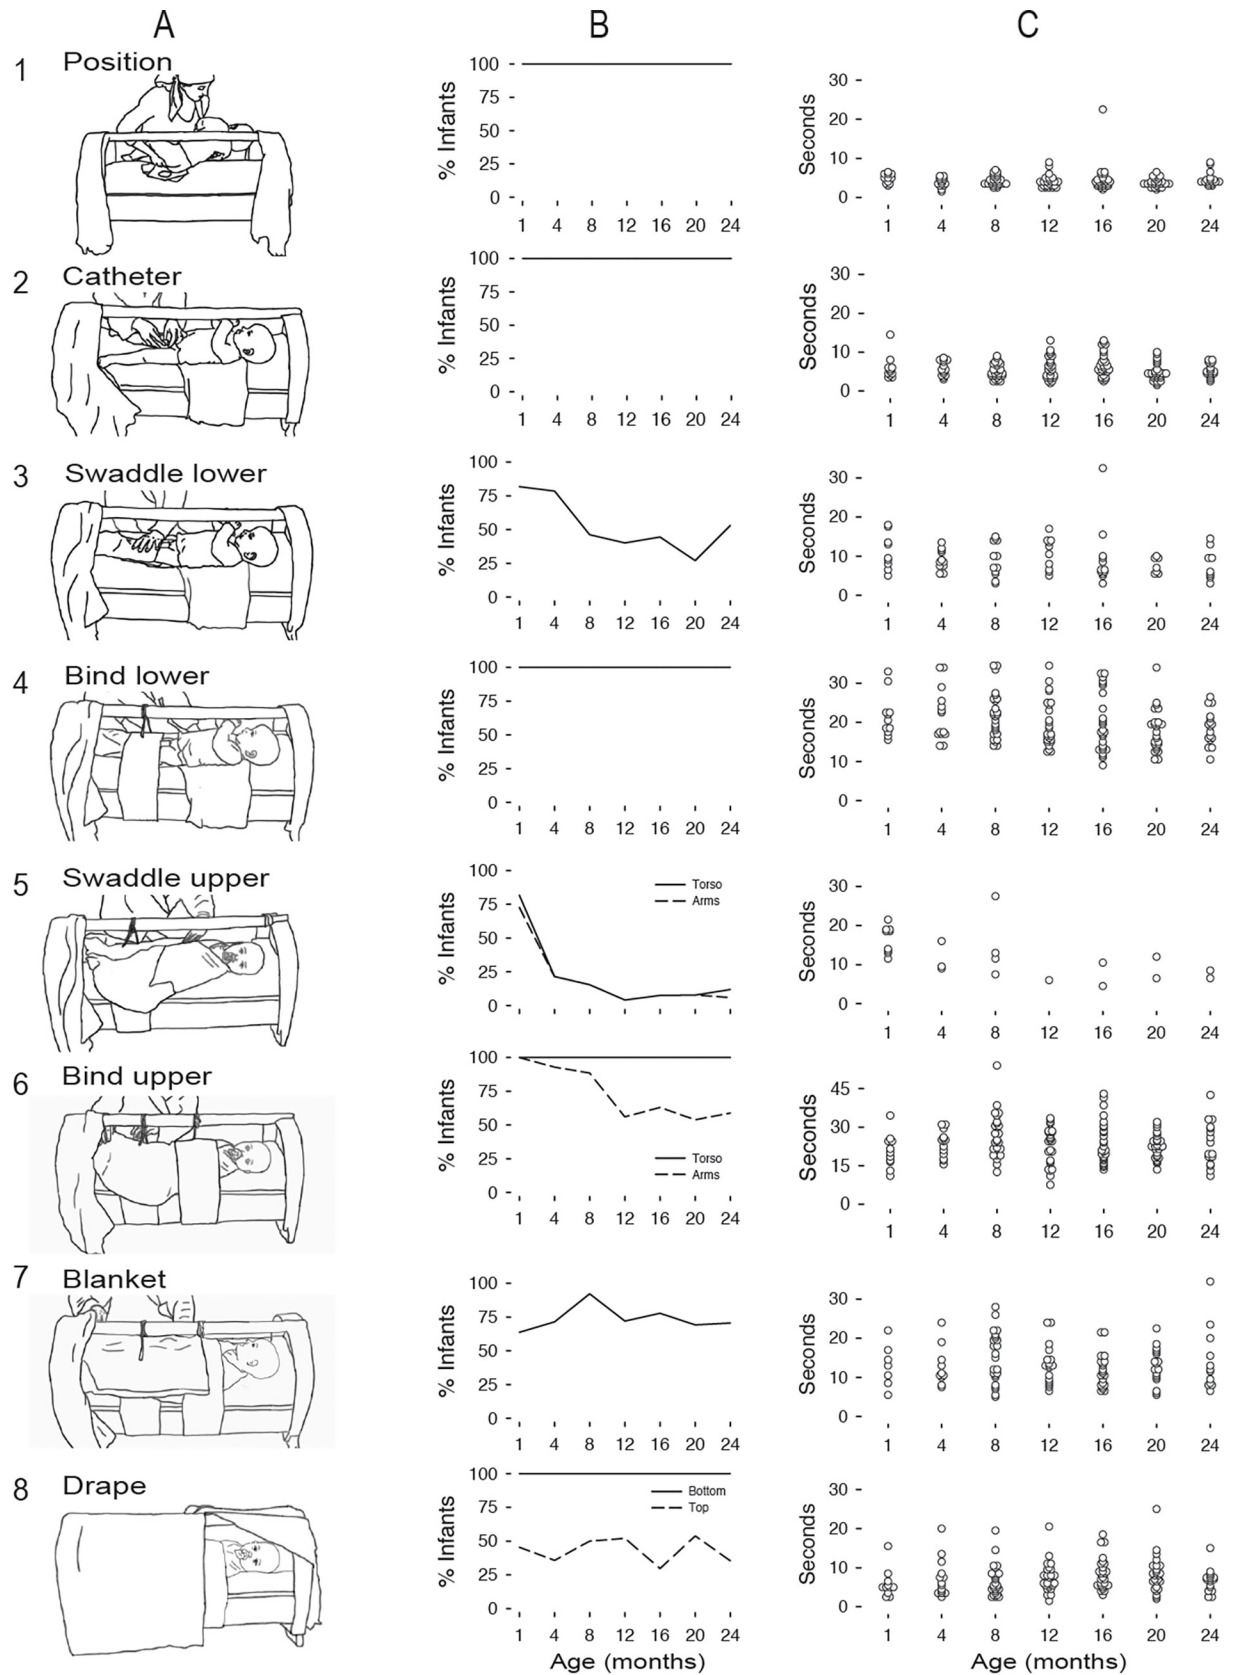 A B C
1 Position
% Infants
100
75
50
25
0
1 4 8 12 16 20 24
Seconds
30
20
10
0
1 4 8 12 16 20 24
2 Catheter
% Infants
100
75
50
25
0
1 4 8 12 16 20 24
Seconds
30
20
10
0
1 4 8 12 16 20 24
3 Swaddle lower
% Infants
100
75
50
25
0
1 4 8 12 16 20 24
Seconds
30
20
10
0
1 4 8 12 16 20 24
4 Bind lower
% Infants
100
75
50
25
0
1 4 8 12 16 20 24
Seconds
30
20
10
0
1 4 8 12 16 20 24
5 Swaddle upper
% Infants
100
75
50
25
0
Torso
Arms
Seconds
30
20
10
0
1 4 8 12 16 20 24
6 Bind upper
% Infants
100
75
50
25
0
Torso
Arms
1 4 8 12 16 20 24
Seconds
45
30
15
0
1 4 8 12 16 20 24
7 Blanket
% Infants
100
75
50
25
0
1 4 8 12 16 20 24
Seconds
30
20
10
0
1 4 8 12 16 20 24
8 Drape
% Infants
100
75
50
25
0
Bottom
Top
1 4 8 12 16 20 24
Age (months)
Seconds
30
20
10
0
1 4 8 12 16 20 24
Age (months)